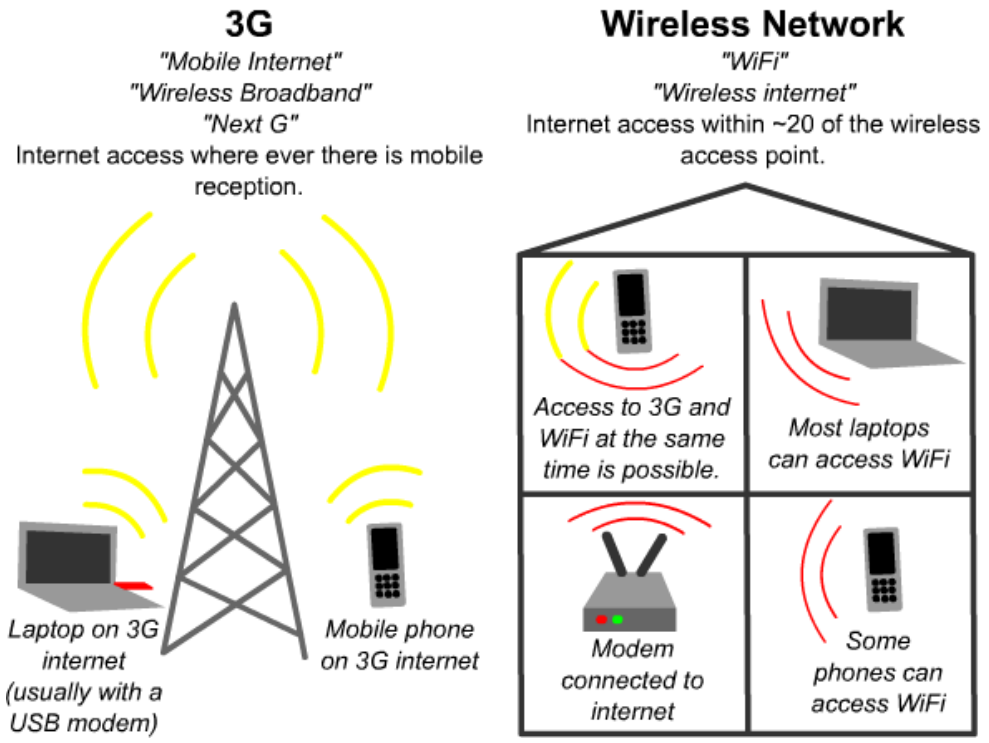 3G
"Mobile Internet"
"Wireless Broadband"
"Next G"
Internet access where ever there is mobile
reception.
Laptop on 3G
internet
(usually with a
USB modem)
Mobile phone
on 3G internet
Wireless Network
"WiFi"
"Wireless internet"
Internet access within ~20 of the wireless
access point.
Access to 3G and
WiFi at the same
time is possible.
Most laptops
can access WiFi
Modem
connected to
internet
Some
phones can
access WiFi